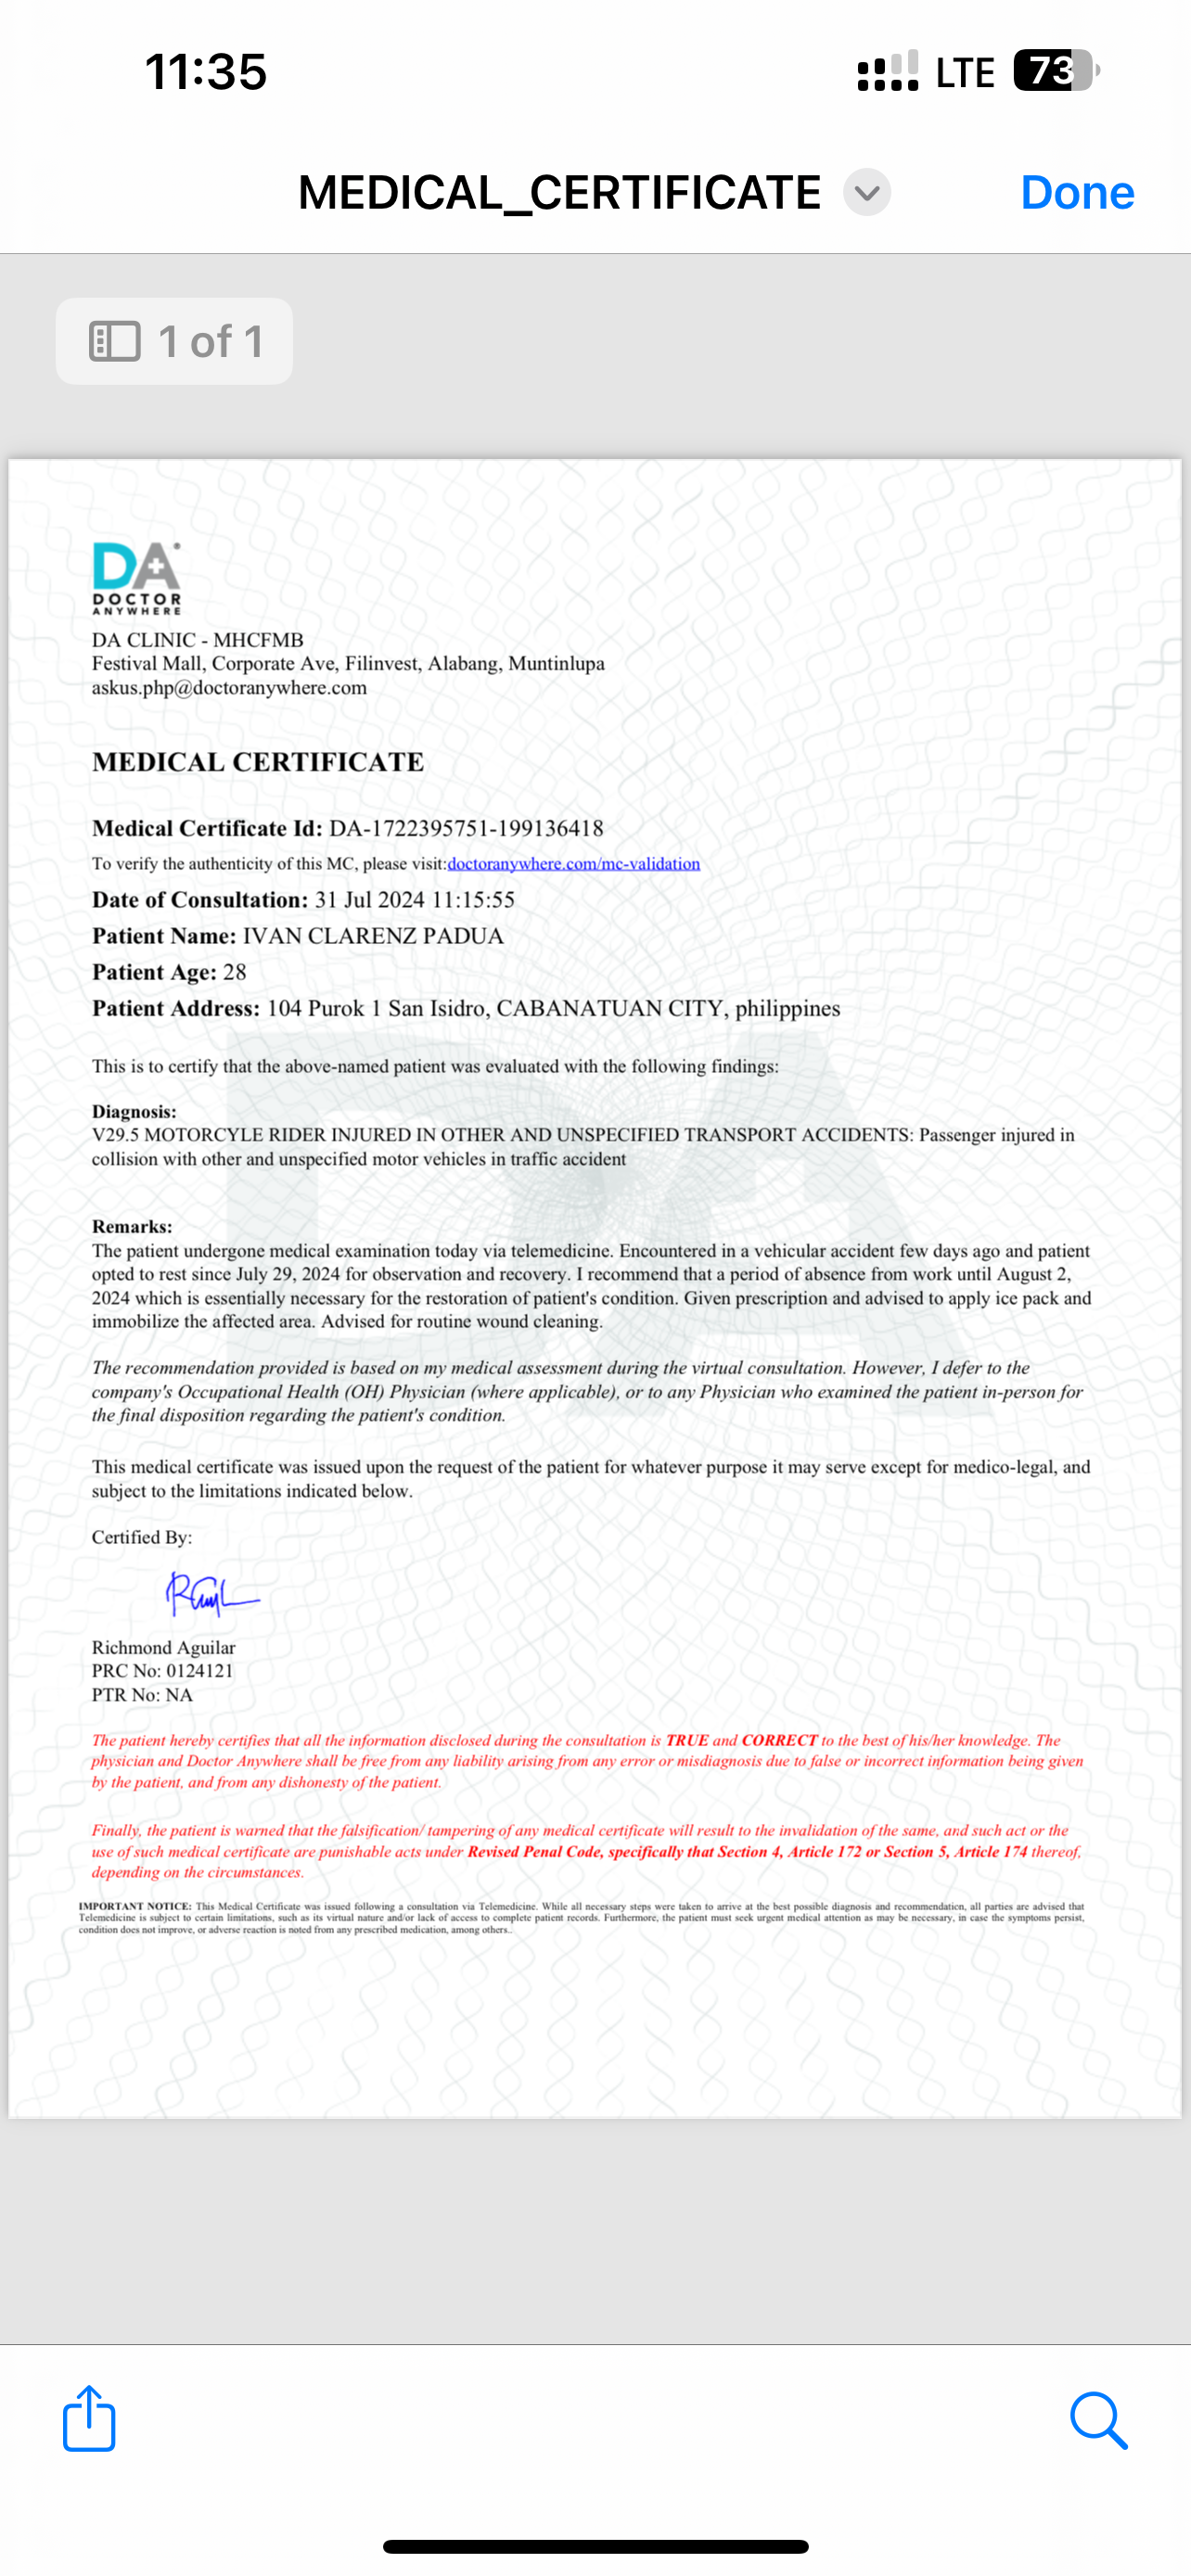 11:35
LTE
73
MEDICAL_CERTIFICATE
Done
1 of 1
DA
DOCTOR
ANYWHERE
DA CLINIC - MHCFMB
Festival Mall, Corporate Ave, Filinvest, Alabang, Muntinlupa
askus.php@doctoranywhere.com
MEDICAL CERTIFICATE
Medical Certificate Id: DA-1722395751-199136418
To verify the authenticity of this MC, please visit:doctoranywhere.com/mc-validation
Date of Consultation: 31 Jul 2024 11:15:55
Patient Name: IVAN CLARENZ PADUA
Patient Age: 28
Patient Address: 104 Purok 1 San Isidro, CABANATUAN CITY, philippines
This is to certify that the above-named patient was evaluated with the following findings:
Diagnosis:
V29.5 MOTORCYLE RIDER INJURED IN OTHER AND UNSPECIFIED TRANSPORT ACCIDENTS: Passenger injured in
collision with other and unspecified motor vehicles in traffic accident
Remarks:
The patient undergone medical examination today via telemedicine. Encountered in a vehicular accident few days ago and patient
opted to rest since July 29, 2024 for observation and recovery. I recommend that a period of absence from work until August 2,
2024 which is essentially necessary for the restoration of patient's condition. Given prescription and advised to apply ice pack and
immobilize the affected area. Advised for routine wound cleaning.
The recommendation provided is based on my medical assessment during the virtual consultation. However, I defer to the
company's Occupational Health (OH) Physician (where applicable), or to any Physician who examined the patient in-person for
the final disposition regarding the patient's condition.
This medical certificate was issued upon the request of the patient for whatever purpose it may serve except for medico-legal, and
subject to the limitations indicated below.
Certified By:
Richmond Aguilar
PRC No: 0124121
PTR No: NA
The patient hereby certifies that all the information disclosed during the consultation is TRUE and CORRECT to the best of his/her knowledge. The
physician and Doctor Anywhere shall be free from any liability arising from any error or misdiagnosis due to false or incorrect information being given
by the patient, and from any dishonesty of the patient.
Finally, the patient is warned that the falsification/ tampering of any medical certificate will result to the invalidation of the same, and such act or the
use of such medical certificate are punishable acts under Revised Penal Code, specifically that Section 4, Article 172 or Section 5, Article 174 thereof,
depending on the circumstances.
IMPORTANT NOTICE: This Medical Certificate was issued following a consultation via Telemedicine. While all necessary steps were taken to arrive at the best possible diagnosis and recommendation, all parties are advised that
Telemedicine is subject to certain limitations, such as its virtual nature and/or lack of access to complete patient records. Furthermore, the patient must seek urgent medical attention as may be necessary, in case the symptoms persist,
condition does not improve, or adverse reaction is noted from any prescribed medication, among others..